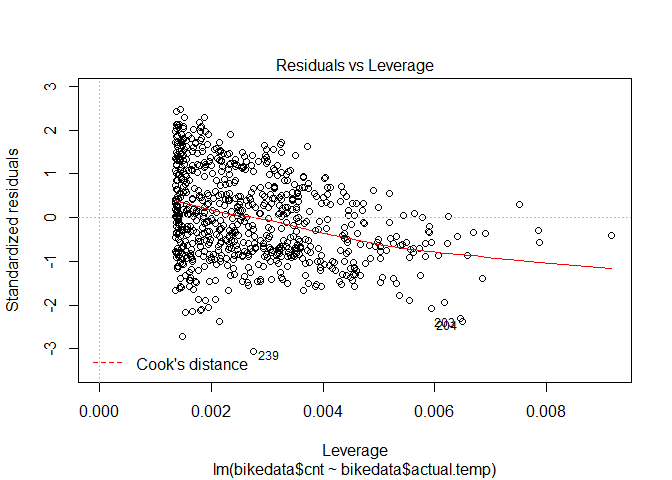 Residuals vs Leverage
3
2
1
0
-1
-2
-3
Standardized residuals
203
204
239
Cook's distance
0.000 0.002 0.004 0.006 0.008
Leverage
lm(bikedata$cnt ~ bikedata$actual.temp)